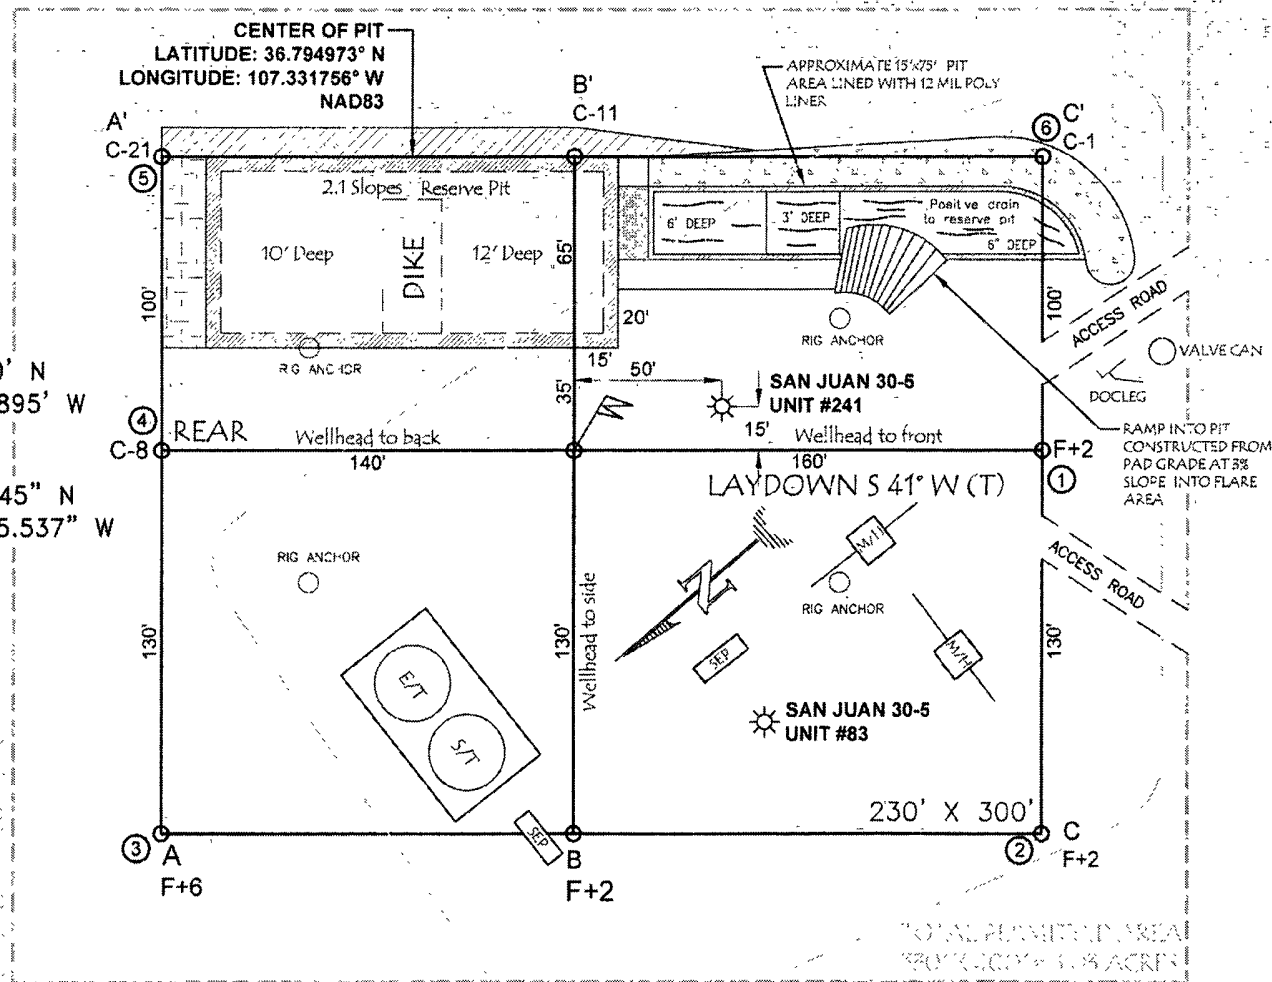 CENTER OF PIT
LATITUDE: 36.794973° N
LONGITUDE: 107.331756° W
NAD83
APPROXIMATE 15'x75' PIT
AREA LINED WITH 12 MIL POLY
LINER
A'
C-21
5
B'
C-11
6
C'
C-1
2.1 Slopes Reserve Pit
10' Deep
DIKE
12' Deep
65'
6' DEEP
3' DEEP
Positive drain
to reserve pit
6" DEEP
100'
20'
15'
35'
50'
RIG ANCHOR
RIG ANCHOR
100'
ACCESS ROAD
VALVE CAN
DOGLEG
' N
895' W
SAN JUAN 30-5
UNIT #241
15'
4
C-8
REAR
Wellhead to back
140'
Wellhead to front
160'
F+2
1
RAMP INTO PIT
CONSTRUCTED FROM
PAD GRADE AT 3%
SLOPE INTO FLARE
AREA
LAYDOWN S 41° W (T)
45" N
5.537" W
RIG ANCHOR
M/H
RIG ANCHOR
ACCESS ROAD
N
130'
Wellhead to side
130'
SEP
M/H
130'
E/T
S/T
SAN JUAN 30-5
UNIT #83
SEP
230' X 300'
3
A
F+6
B
F+2
2
C
F+2
TOTAL PERMITTED AREA
ACRES